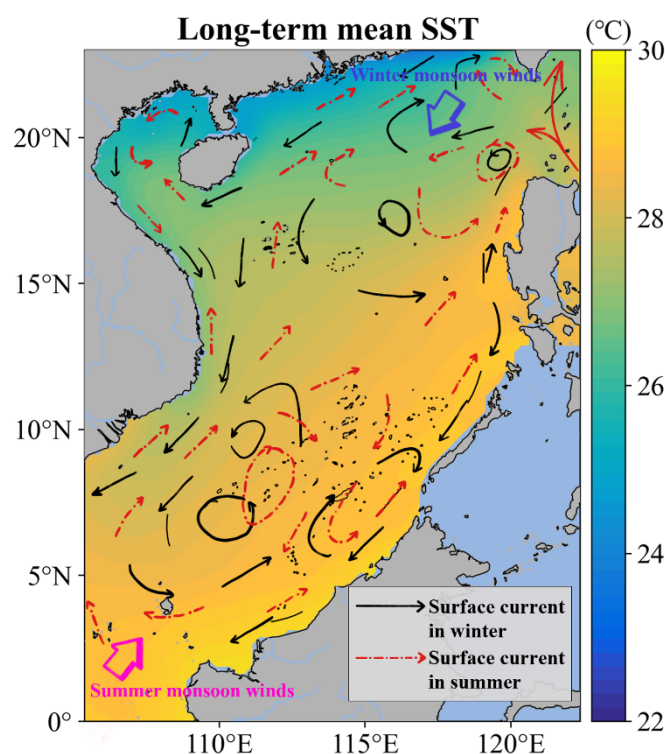 Long-term mean SST
(°C)
30
Winter monsoon winds
20°N
28
15°N
26
10°N
24
5°N
Surface current
in winter
Surface current
in summer
Summer monsoon winds
0°
22
110°E
115°E
120°E